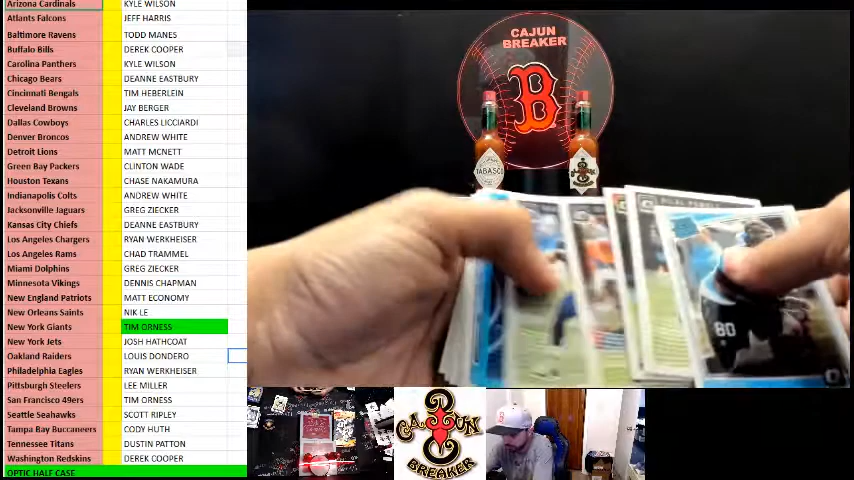 Arizona Cardinals KYLE WILSON
Atlants Falcons JEFF HARRIS
Baltimore Ravens TODD MANES
Buffalo Bills DEREK COOPER
Carolina Panthers KYLE WILSON
Chicago Bears DEANNE EASTBURY
Cincinnati Bengals TIM HEBERLEIN
Cleveland Browns JAY BERGER
Dallas Cowboys CHARLES LICCIARDI
Denver Broncos ANDREW WHITE
Detroit Lions MATT MCNETT
Green Bay Packers CLINTON WADE
Houston Texans CHASE NAKAMURA
Indianapolis Colts ANDREW WHITE
Jacksonville Jaguars GREG ZIECKER
Kansas City Chiefs DEANNE EASTBURY
Los Angeles Chargers RYAN WERKHEISER
Los Angeles Rams CHAD TRAMMEL
Miami Dolphins GREG ZIECKER
Minnesota Vikings DENNIS CHAPMAN
New England Patriots MATT ECONOMY
New Orleans Saints NIK LE
New York Giants TIM ORNESS
New York Jets JOSH HATHCOAT
Oakland Raiders LOUIS DONDERO
Philadelphia Eagles RYAN WERKHEISER
Pittsburgh Steelers LEE MILLER
San Francisco 49ers TIM ORNESS
Seattle Seahawks SCOTT RIPLEY
Tampa Bay Buccaneers CODY HUTH
Tennessee Titans DUSTIN PATTON
Washington Redskins DEREK COOPER
OPTIC HALF CASE
CAJUN
BREAKER
B
TABASCO
80
CAJUN
BREAKER